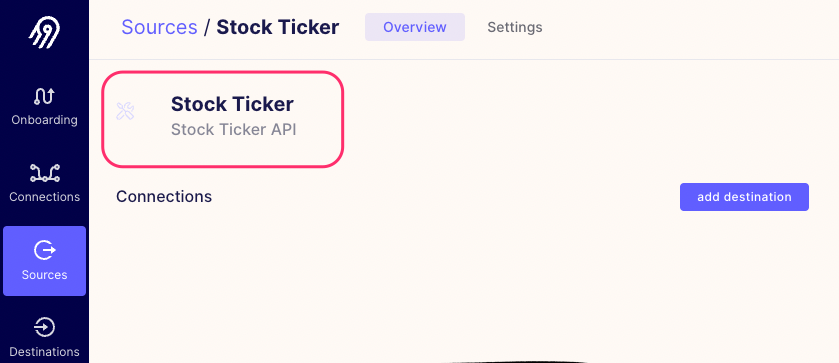 Sources / Stock Ticker
Overview
Settings
Onboarding
Connections
Sources
Destinations
Stock Ticker
Stock Ticker API
Connections
add destination